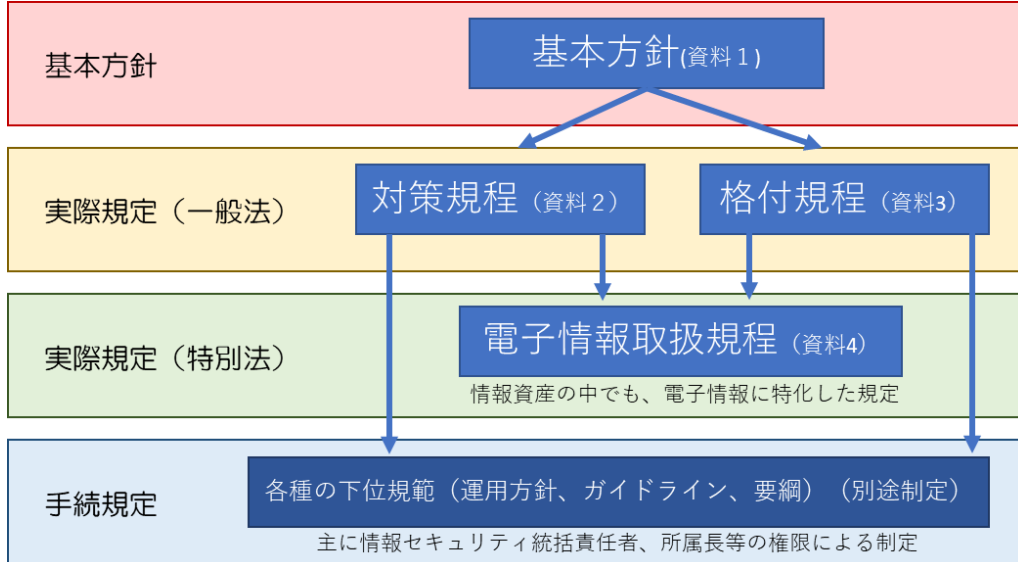 基本方針
基本方針(資料１)
実際規定（一般法）
対策規程（資料２）
格付規程（資料3）
実際規定（特別法）
電子情報取扱規程（資料4）
情報資産の中でも、電子情報に特化した規定
手続規定
各種の下位規範（運用方針、ガイドライン、要綱）（別途制定）
主に情報セキュリティ統括責任者、所属長等の権限による制定